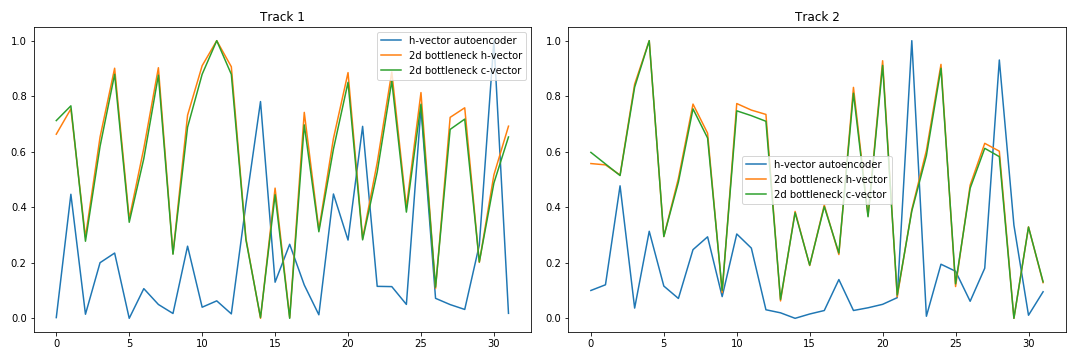 Track 1
h-vector autoencoder
2d bottleneck h-vector
2d bottleneck c-vector
1.0
0.8
0.6
0.4
0.2
0.0
0 5 10 15 20 25 30
Track 2
h-vector autoencoder
2d bottleneck h-vector
2d bottleneck c-vector
1.0
0.8
0.6
0.4
0.2
0.0
0 5 10 15 20 25 30